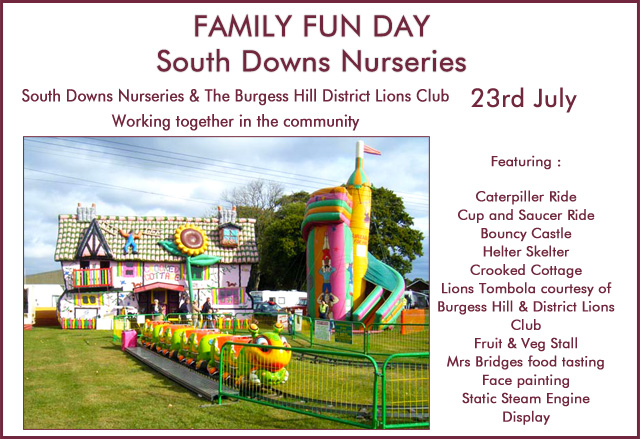 FAMILY FUN DAY
South Downs Nurseries
South Downs Nurseries & The Burgess Hill District Lions Club
Working together in the community
23rd July
Featuring :
Caterpiller Ride
Cup and Saucer Ride
Bouncy Castle
Helter Skelter
Crooked Cottage
Lions Tombola courtesy of
Burgess Hill & District Lions
Club
Fruit & Veg Stall
Mrs Bridges food tasting
Face painting
Static Steam Engine
Display